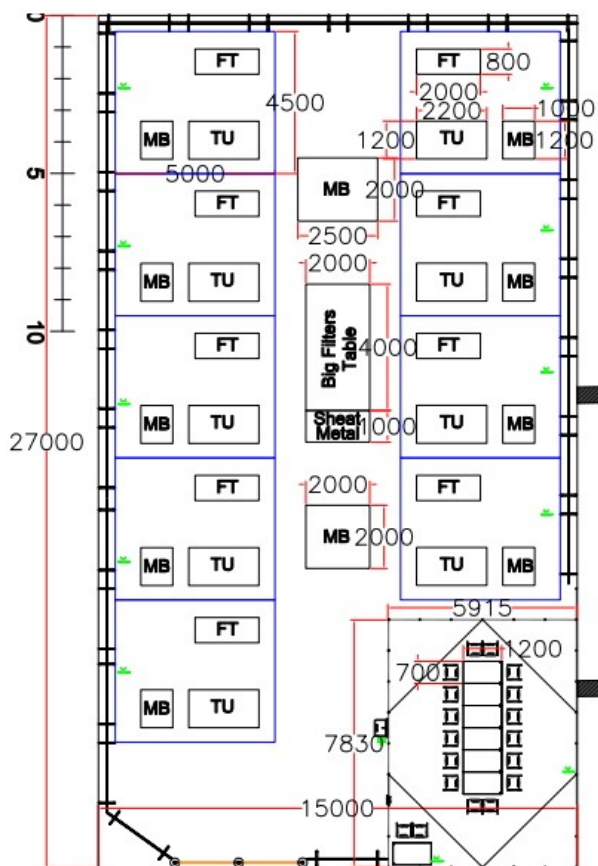 0
FT
FT
800
4500
2000
2200
1000
MB
TU
1200
TU
MB
1200
5
5000
MB
2000
FT
FT
2500
MB
TU
2000
TU
MB
10
FT
Big Filters
Table
4000
FT
MB
TU
Sheat
Metal
1000
TU
MB
27000
FT
2000
FT
MB
TU
MB
2000
TU
MB
5915
FT
1200
700
MB
TU
7830
15000